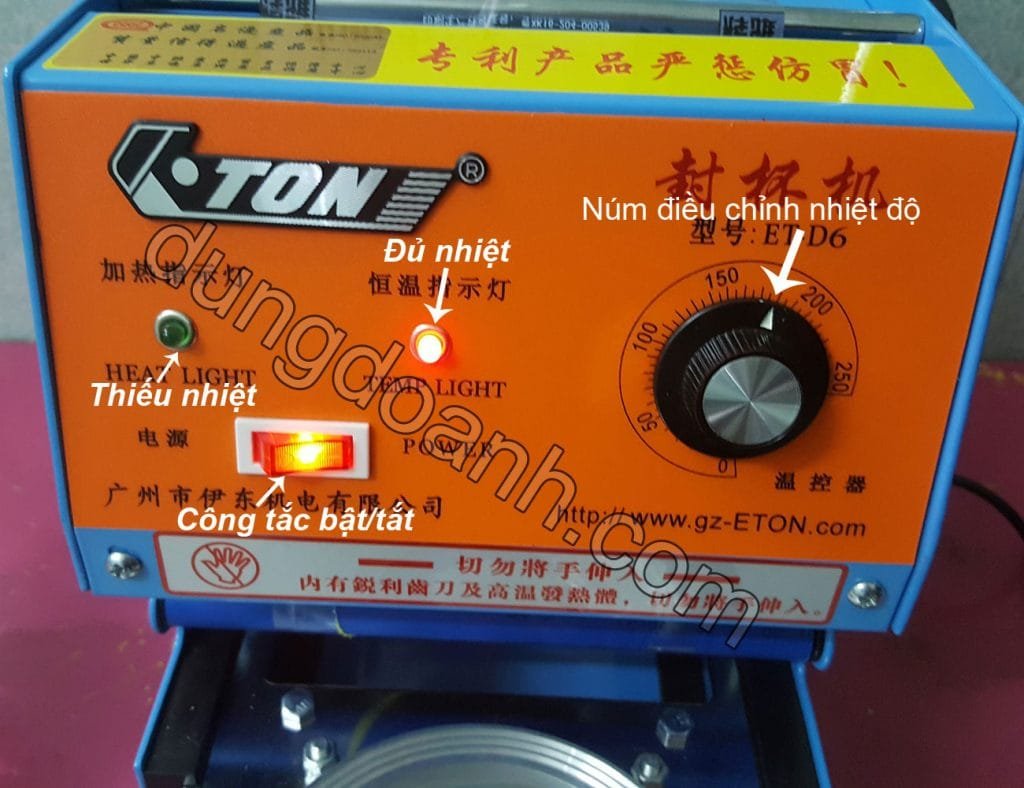 专利产品严惩仿冒!
TON®
封杯机
Núm điều chỉnh nhiệt độ
型号:ET-D6
Đủ nhiệt
加热指示灯
恒温指示灯
HEAT LIGHT
TEMP LIGHT
Thiếu nhiệt
0 50 100 150 200 250
电源
POWER
温控器
广州市伊东机电有限公司
Công tắc bật/tắt
http://www.gz-ETON.com
dungdoanh.com
切勿將手伸入
内有鋭利齒刀及高溫發熱體，切勿將手伸入。